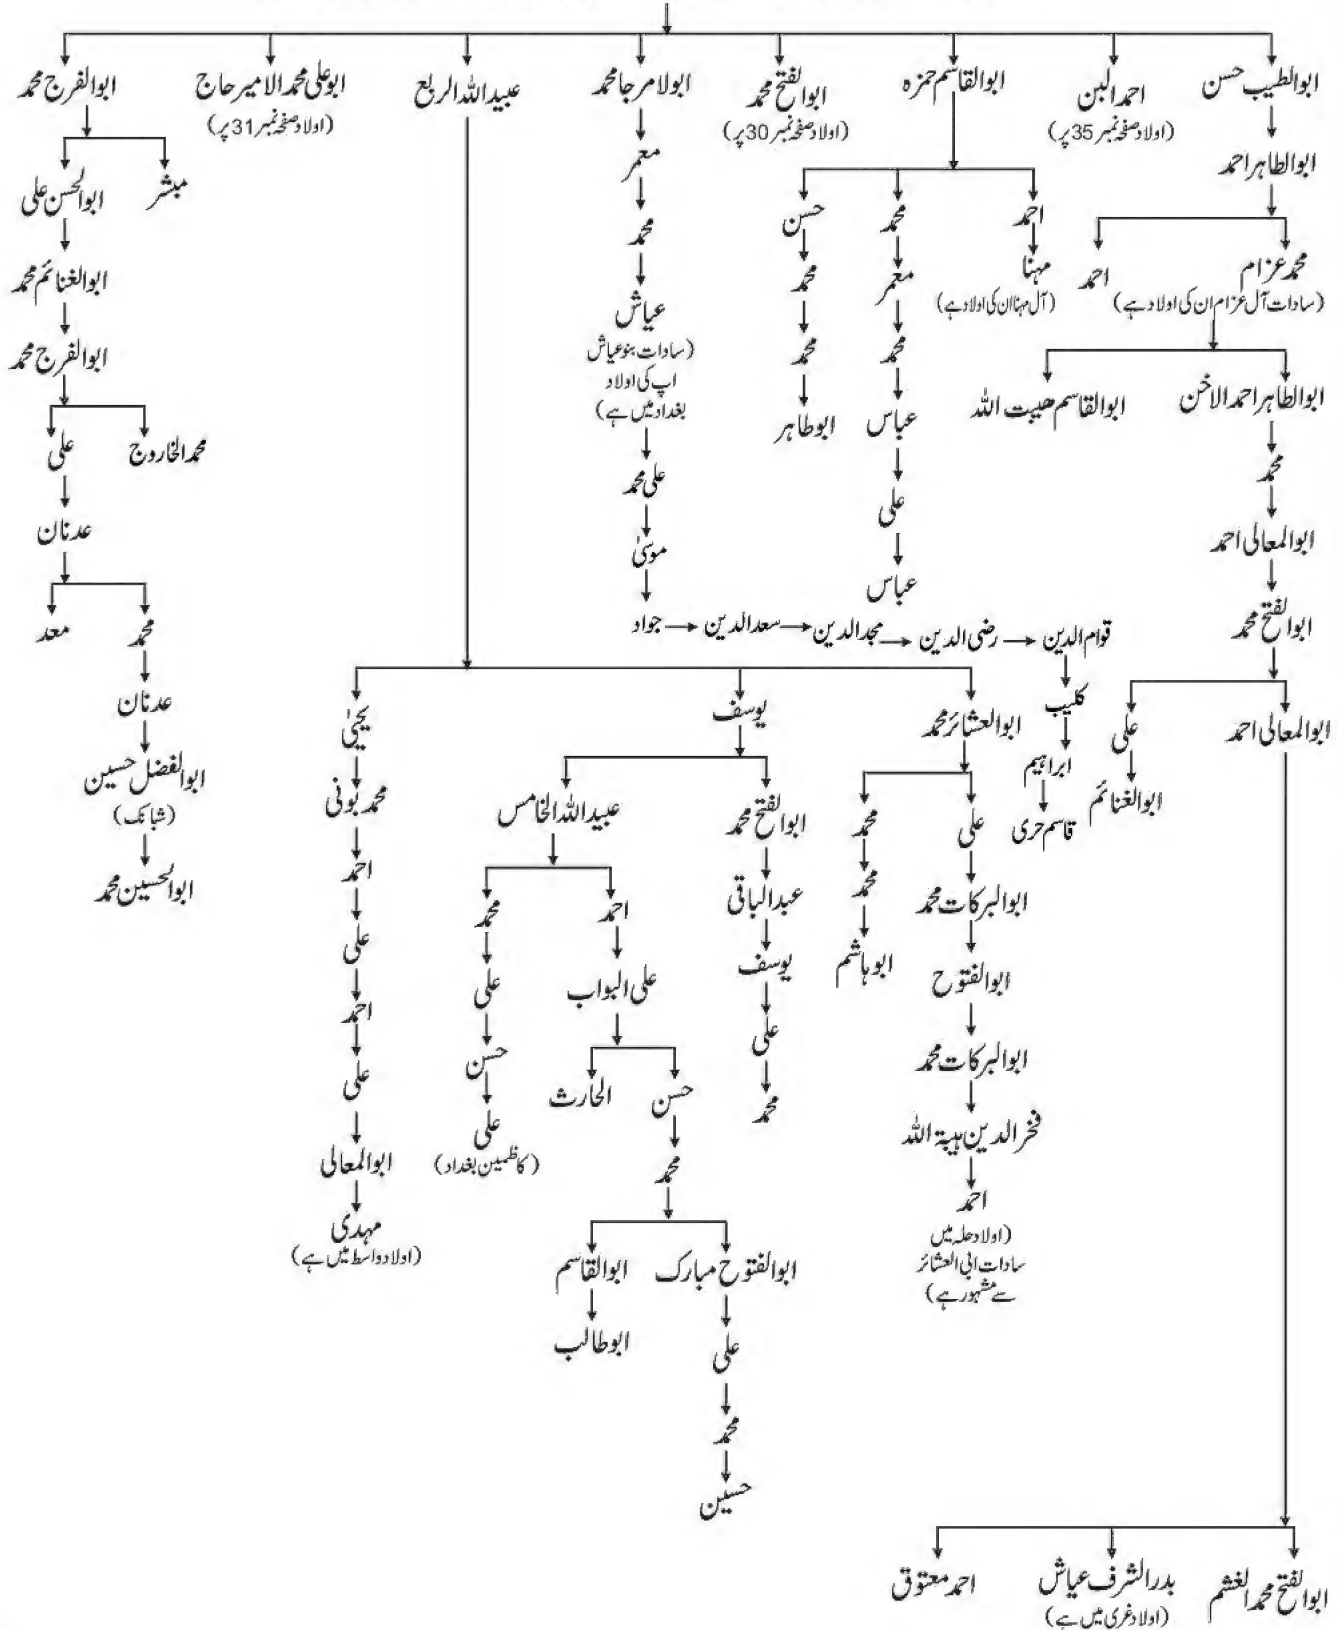 ابوالطیب حسن
احمد البن
(اولاد صفحہ نمبر 35 پر)
ابوالقاسم حمزہ
ابوالفتح محمد
(اولاد صفحہ نمبر 30 پر)
ابولامرجا محمد
عبیداللہ الربع
ابوعلی محمد الامیر حاج
(اولاد صفحہ نمبر 31 پر)
ابوالفرج محمد
ابوالطاہر احمد
محمد عزام
(سادات آل عزام ان کی اولاد ہے)
احمد
ابوالطاہر احمد الاخن
ابوالقاسم ھیبت اللہ
محمد
ابوالمعالی احمد
ابوالفتح محمد
ابوالمعالی احمد
علی
ابوالغنائم
ابوالفتح محمد الغشم
بدرالشرف عیاش
(اولاد غری میں ہے)
احمد معتوق
احمد
مہنا
(آل مہنا ان کی اولاد ہے)
محمد
معمر
محمد
عباس
علی
عباس
حسن
محمد
محمد
ابوطاہر
معمر
محمد
عیاش
(سادات بنو عیاش
اپ کی اولاد
بغداد میں ہے)
علی محمد
موسیٰ
جواد
سعدالدین
مجدالدین
رضی الدین
قوام الدین
کلیب
ابراہیم
قاسم حری
ابوالعشائر محمد
علی
ابوالبرکات محمد
ابوالفتوح
ابوالبرکات محمد
فخرالدین ہیبۃ اللہ
احمد
(اولاد حلہ میں
سادات ابی العشائر
سے مشہور ہے)
محمد
محمد
ابوہاشم
یوسف
ابوالفتح محمد
عبدالباقی
یوسف
علی
محمد
عبیداللہ الخامس
احمد
علی البواب
حسن
الحارث
محمد
ابوالفتوح مبارک
علی
محمد
حسین
ابوالقاسم
ابوطالب
محمد
علی
حسن
علی
(کاظمین بغداد)
یحییٰ
محمد بونی
احمد
علی
احمد
علی
ابوالمعالی
مہدی
(اولاد واسط میں ہے)
مبشر
ابوالحسن علی
ابوالغنائم محمد
ابوالفرج محمد
محمد الخاروج
علی
عدنان
محمد
معد
عدنان
ابوالفضل حسین
(شبانک)
ابوالحسین محمد